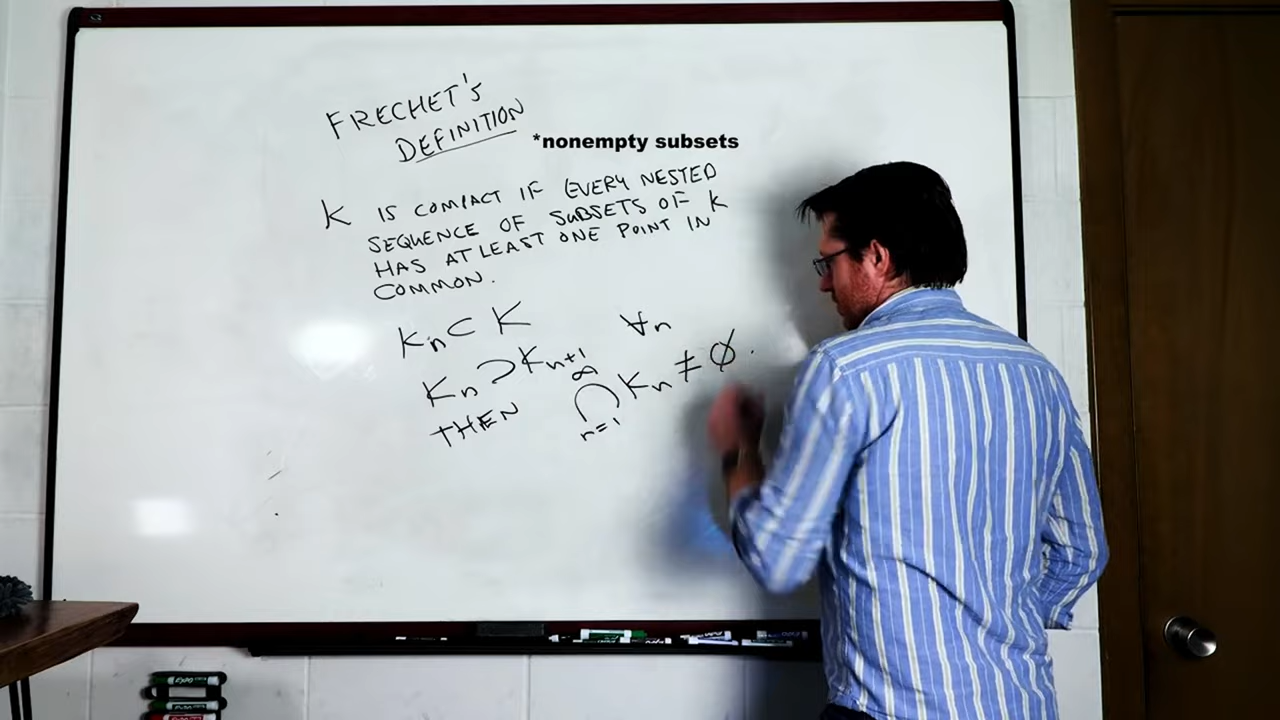 FRECHET'S
DEFINITION
*nonempty subsets
K IS COMPACT IF EVERY NESTED
SEQUENCE OF SUBSETS OF K
HAS AT LEAST ONE POINT IN
COMMON.
Kₙ ⊂ K ∀n
Kₙ ⊃ Kₙ₊₁
THEN ∞ ⋂ n=1 Kₙ ≠ ∅.